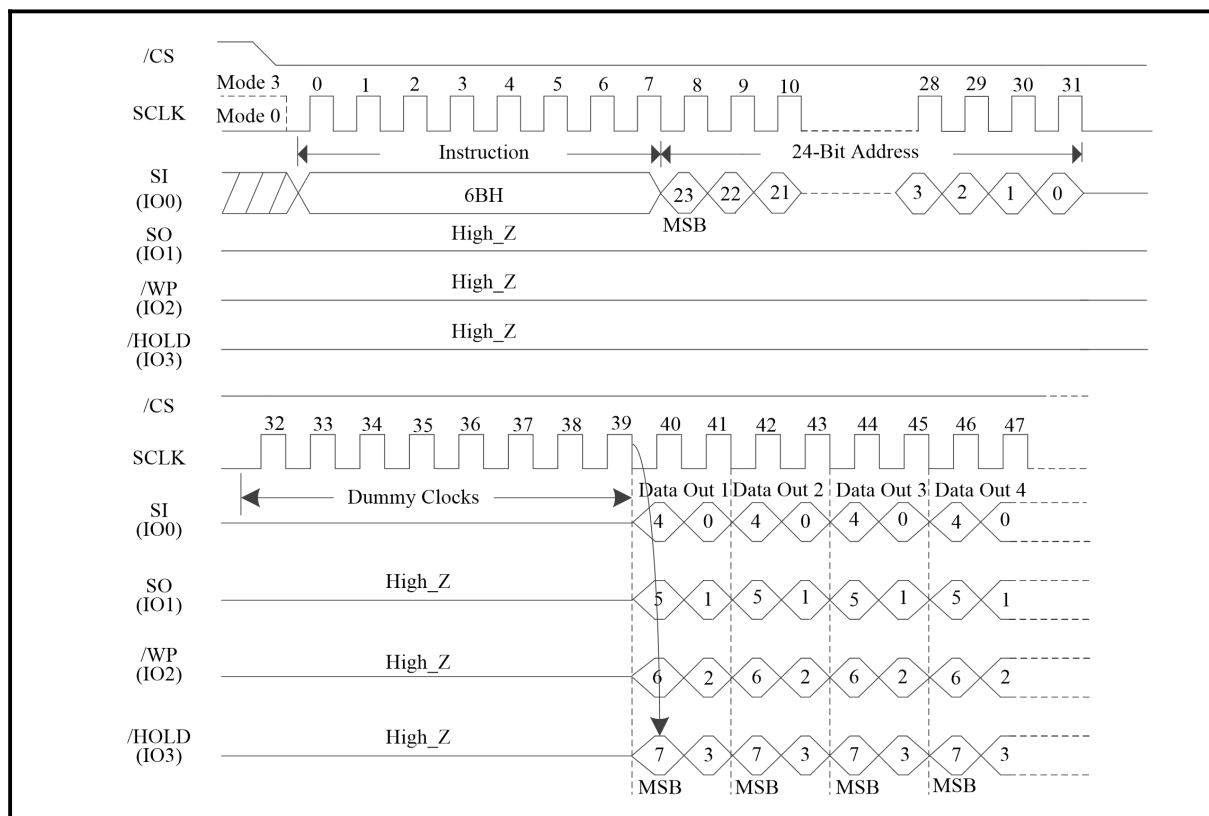 /CS
Mode 3 0 1 2 3 4 5 6 7 8 9 10 28 29 30 31
SCLK Mode 0
Instruction 24-Bit Address
SI
(IO0) 6BH 23 22 21 3 2 1 0
MSB
SO
(IO1) High_Z
/WP
(IO2) High_Z
/HOLD
(IO3) High_Z
/CS
32 33 34 35 36 37 38 39 40 41 42 43 44 45 46 47
SCLK
Dummy Clocks Data Out 1 Data Out 2 Data Out 3 Data Out 4
SI
(IO0) 4 0 4 0 4 0 4 0
SO
(IO1) High_Z 5 1 5 1 5 1 5 1
/WP
(IO2) High_Z 6 2 6 2 6 2 6 2
/HOLD
(IO3) High_Z 7 3 7 3 7 3 7 3
MSB MSB MSB MSB